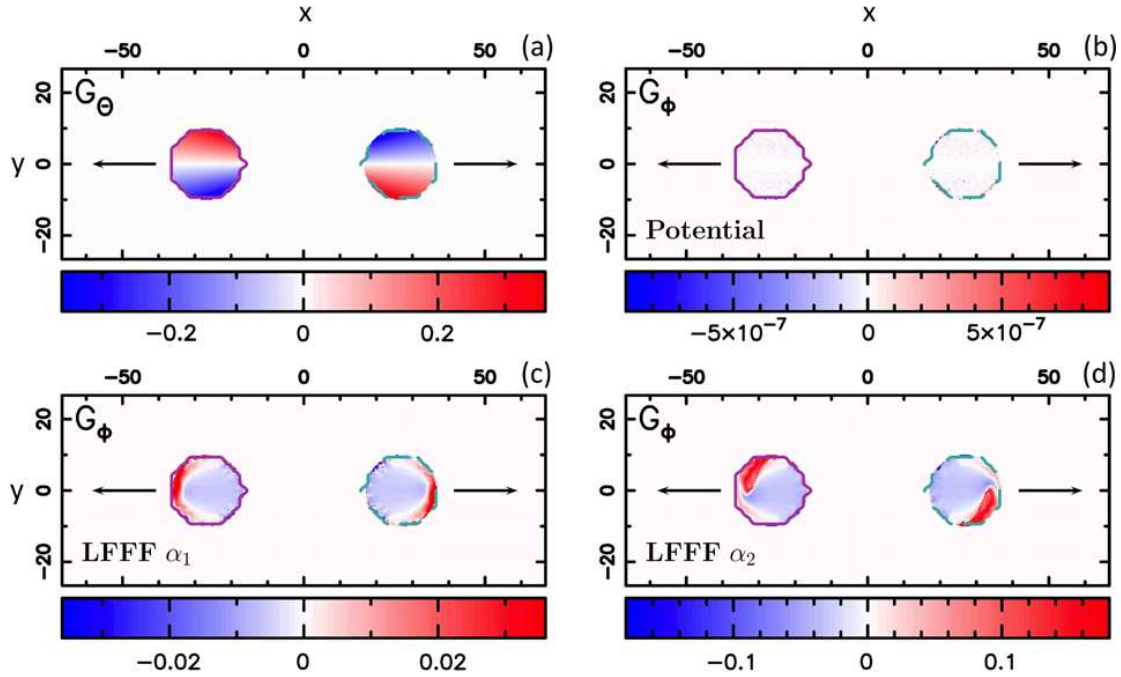 x x
−50 0 50 (a) −50 0 50 (b)
20 G_Θ 20 G_ϕ
y 0 0
−20 −20 Potential
−0.2 0 0.2 −5×10⁻⁷ 0 5×10⁻⁷
−50 0 50 (c) −50 0 50 (d)
20 G_ϕ 20 G_ϕ
y 0 0
−20 LFFF α₁ −20 LFFF α₂
−0.02 0 0.02 −0.1 0 0.1